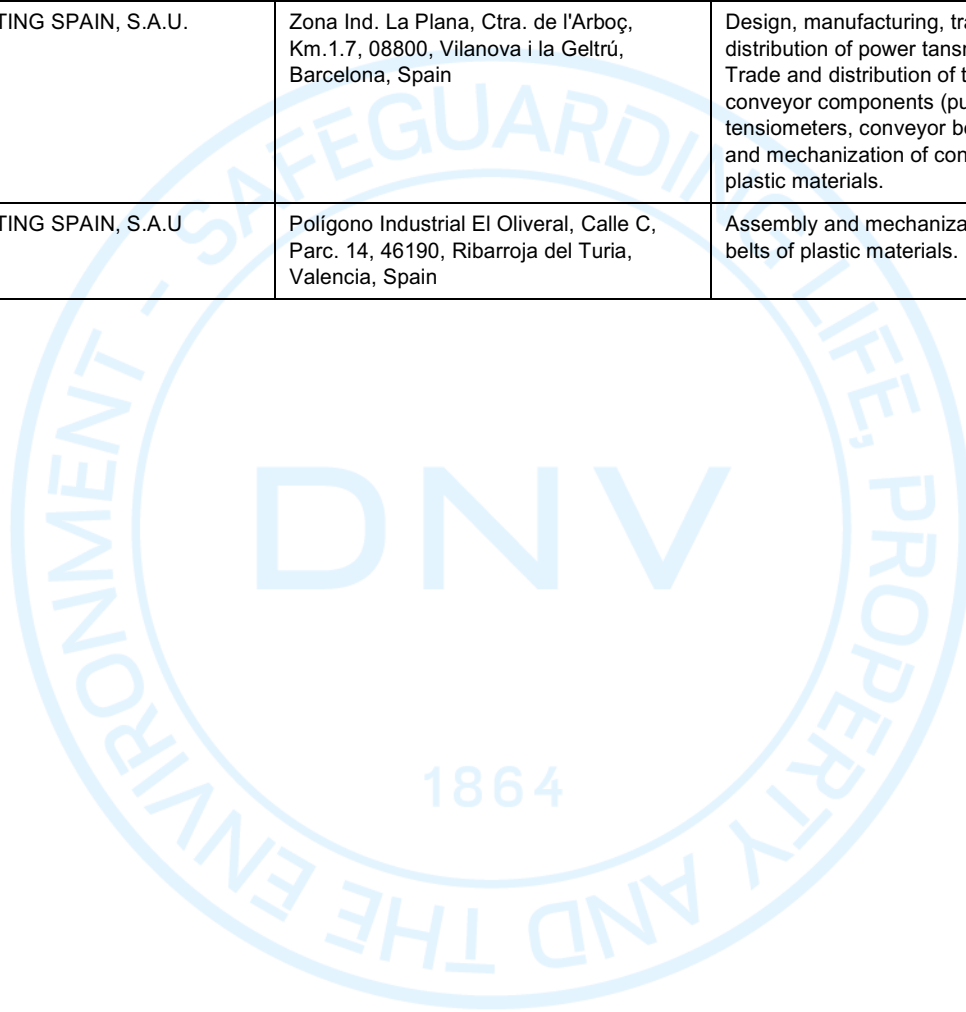 TING SPAIN, S.A.U.
Zona Ind. La Plana, Ctra. de l'Arboç,
Km.1.7, 08800, Vilanova i la Geltrú,
Barcelona, Spain
Design, manufacturing, tra
distribution of power tansm
Trade and distribution of t
conveyor components (pu
tensiometers, conveyor be
and mechanization of con
plastic materials.
TING SPAIN, S.A.U
Polígono Industrial El Oliveral, Calle C,
Parc. 14, 46190, Ribarroja del Turia,
Valencia, Spain
Assembly and mechaniza
belts of plastic materials.
SAFEGUARDING LIFE, PROPERTY AND THE ENVIRONMENT -
DNV
1864